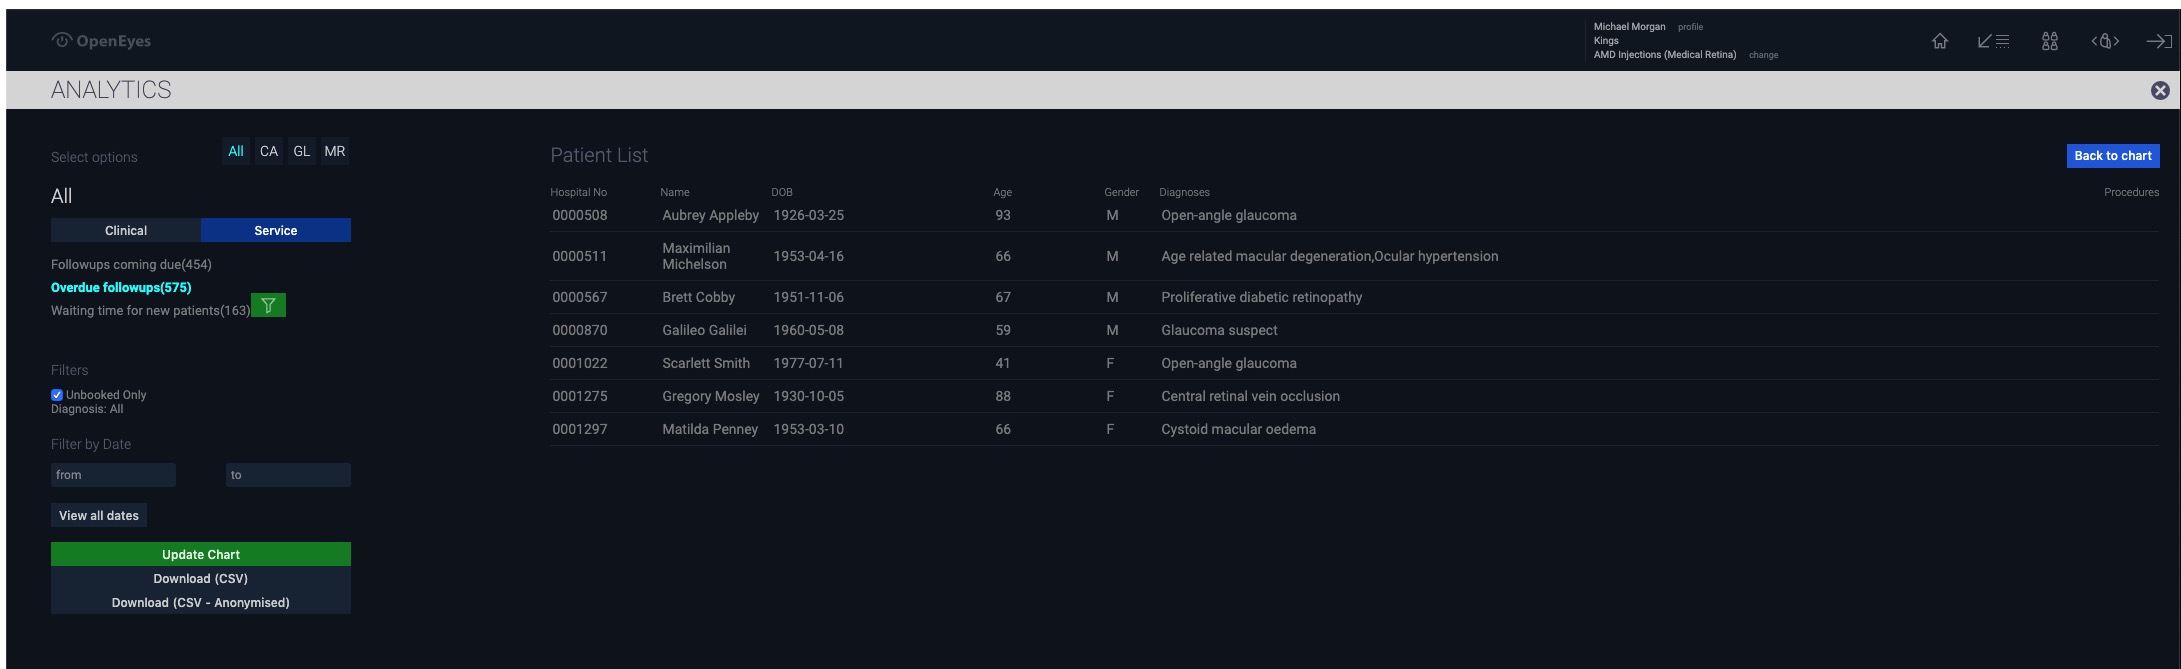 OpenEyes
Michael Morgan profile
Kings
AMD Injections (Medical Retina) change
ANALYTICS
Select options All CA GL MR
All
Clinical Service
Followups coming due(454)
Overdue followups(575)
Waiting time for new patients(163)
Filters
Unbooked Only
Diagnosis: All
Filter by Date
from to
View all dates
Update Chart
Download (CSV)
Download (CSV - Anonymised)
Patient List Back to chart
Hospital No Name DOB Age Gender Diagnoses Procedures
0000508 Aubrey Appleby 1926-03-25 93 M Open-angle glaucoma
0000511 Maximilian Michelson 1953-04-16 66 M Age related macular degeneration,Ocular hypertension
0000567 Brett Cobby 1951-11-06 67 M Proliferative diabetic retinopathy
0000870 Galileo Galilei 1960-05-08 59 M Glaucoma suspect
0001022 Scarlett Smith 1977-07-11 41 F Open-angle glaucoma
0001275 Gregory Mosley 1930-10-05 88 F Central retinal vein occlusion
0001297 Matilda Penney 1953-03-10 66 F Cystoid macular oedema